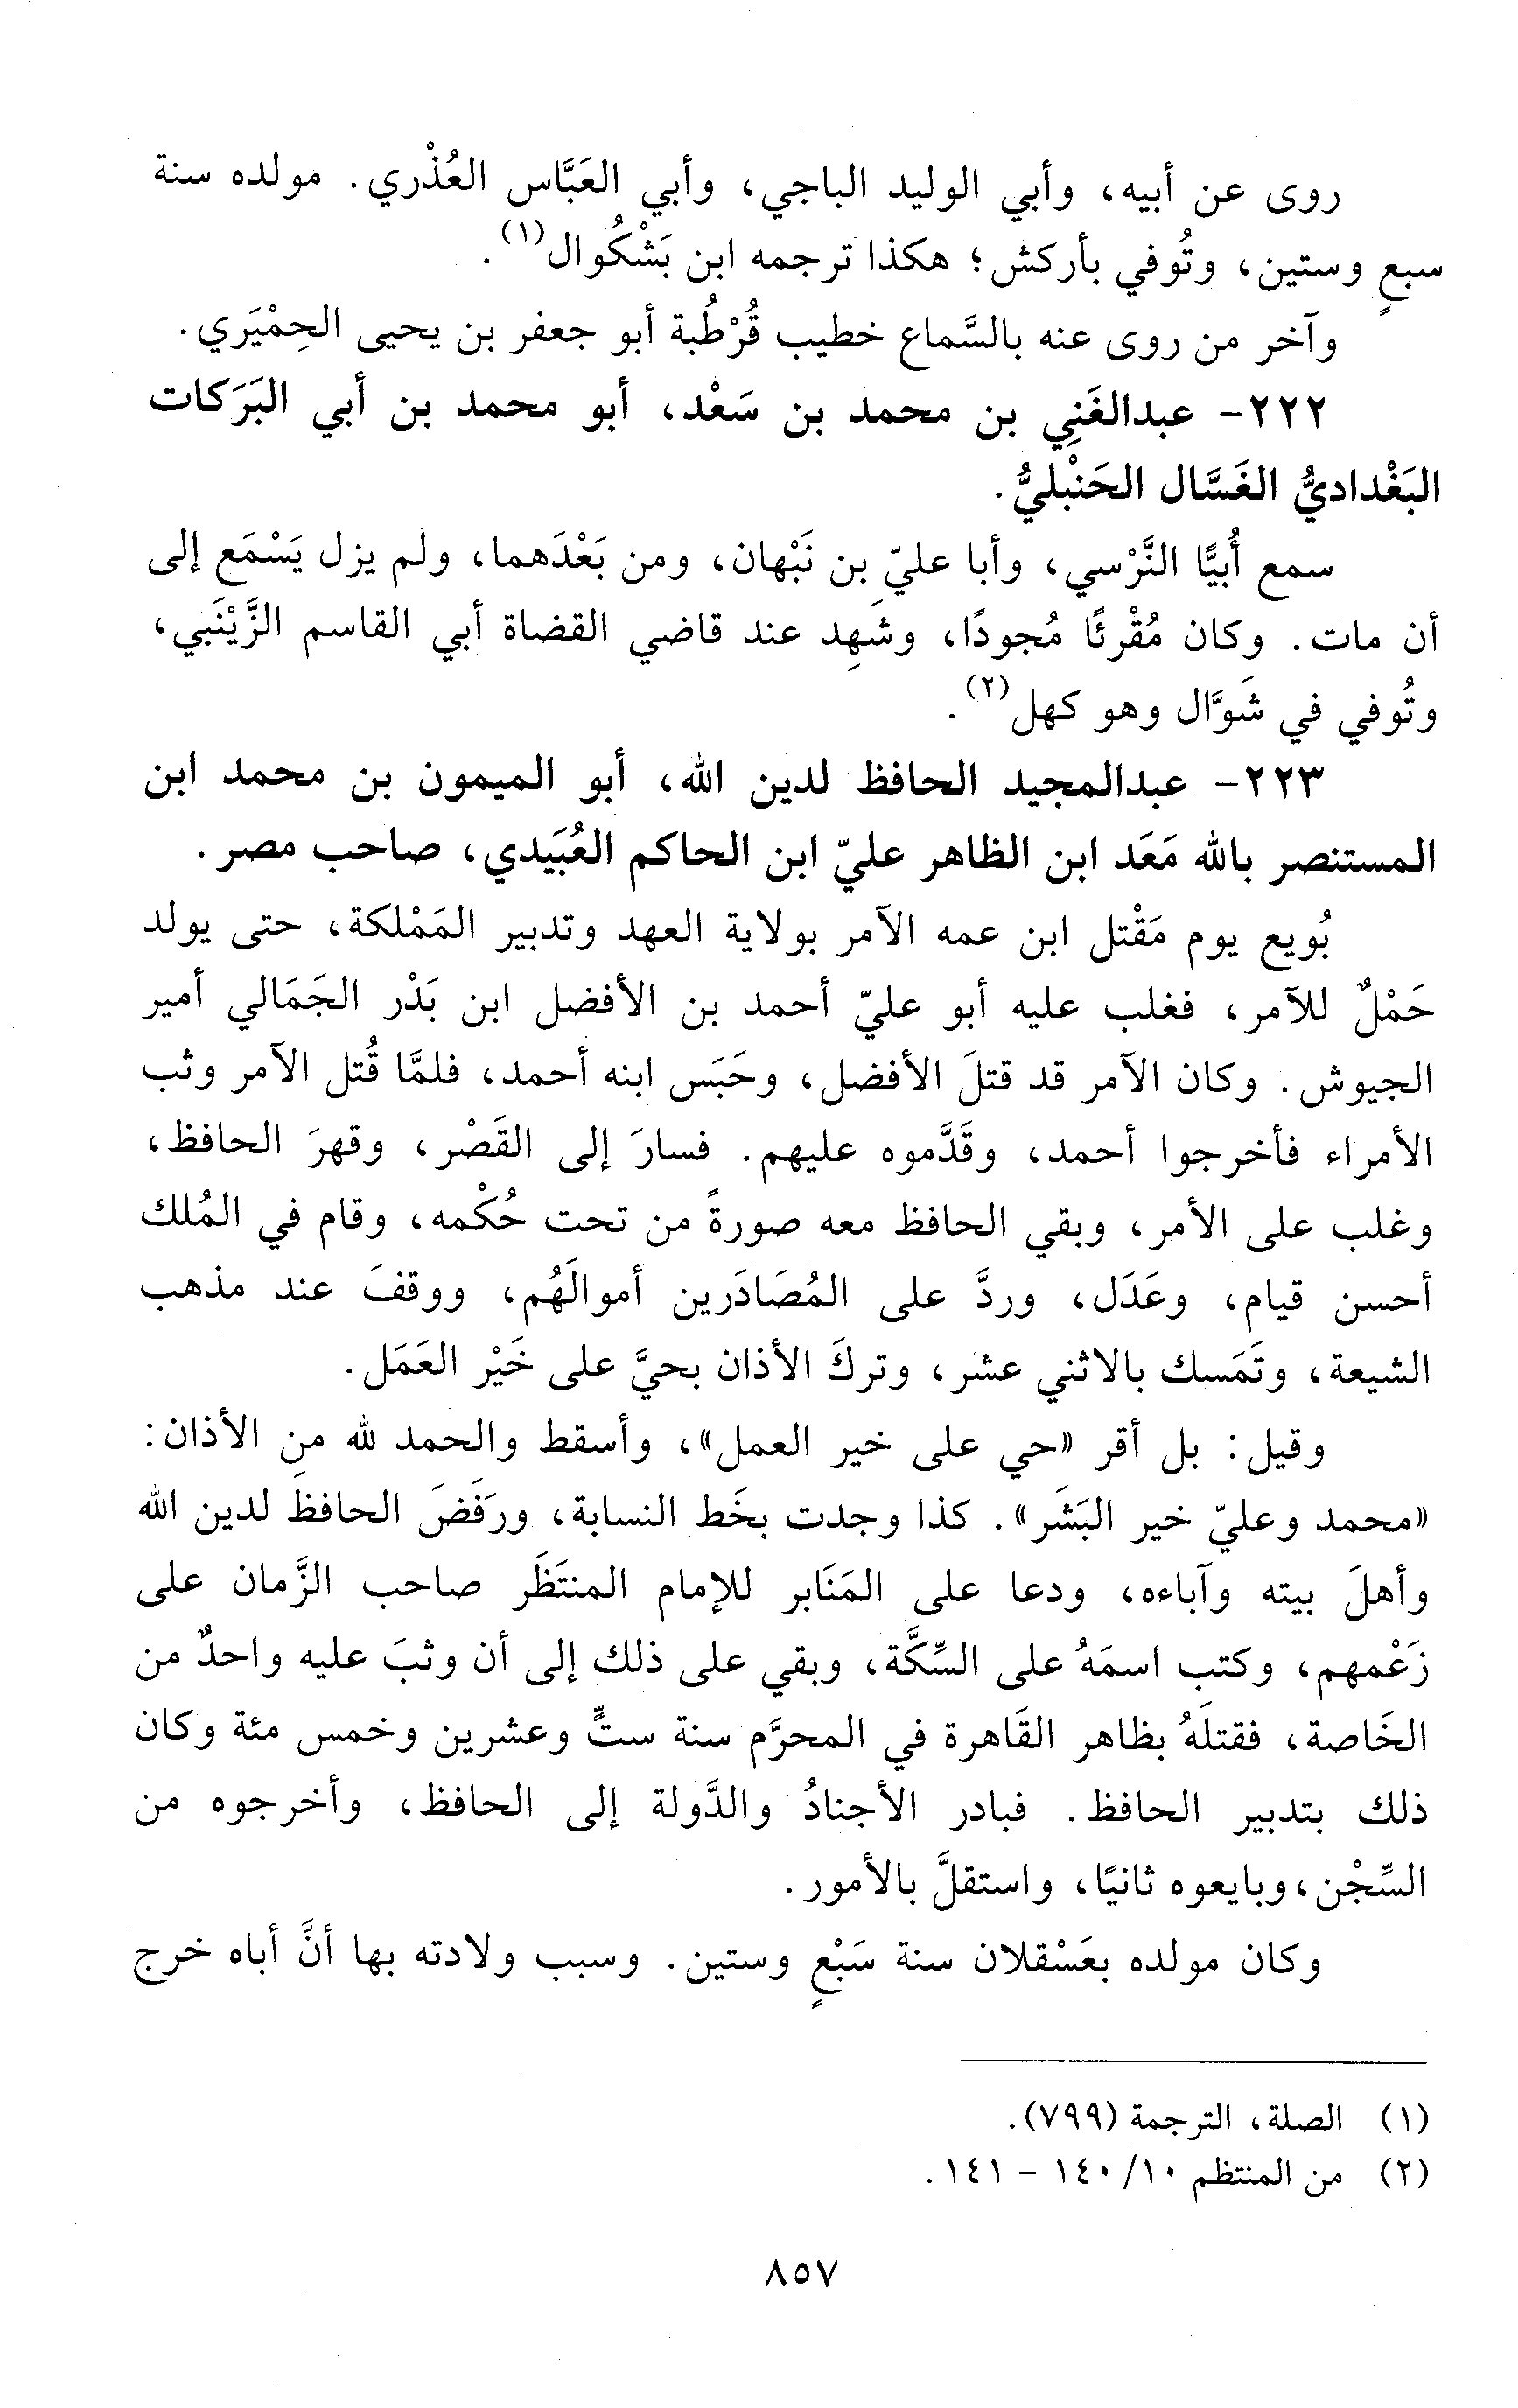 روى عن أبيه، وأبي الوليد الباجي، وأبي العَبَّاس العُذْري. مولده سنة
سبعٍ وستين، وتُوفي بأركش؛ هكذا ترجمه ابن بَشْكُوال(١).
وآخر من روى عنه بالسَّماع خطيب قُرْطُبة أبو جعفر بن يحيى الحِمْيَري.
٢٢٢- عبدالغَنِي بن محمد بن سَعْد، أبو محمد بن أبي البَرَكات
البَغْداديُّ الغَسَّال الحَنْبليُّ.
سمع أُبيًّا النَّرْسي، وأبا عليّ بن نَبْهان، ومن بَعْدَهما، ولم يزل يَسْمَع إلى
أن مات. وكان مُقْرئًا مُجودًا، وشَهِد عند قاضي القضاة أبي القاسم الزَّيْنَبي،
وتُوفي في شَوَّال وهو كهل(٢).
٢٢٣- عبدالمجيد الحافظ لدين الله، أبو الميمون بن محمد ابن
المستنصر بالله مَعَد ابن الظاهر عليّ ابن الحاكم العُبَيدي، صاحب مصر.
بُويع يوم مَقْتل ابن عمه الآمر بولاية العهد وتدبير المَمْلكة، حتى يولد
حَمْلٌ للآمر، فغلب عليه أبو عليّ أحمد بن الأفضل ابن بَدْر الجَمَالي أمير
الجيوش. وكان الآمر قد قتلَ الأفضل، وحَبَس ابنه أحمد، فلمَّا قُتل الآمر وثب
الأمراء فأخرجوا أحمد، وقَدَّموه عليهم. فسارَ إلى القَصْر، وقهرَ الحافظ،
وغلب على الأمر، وبقي الحافظ معه صورةً من تحت حُكْمه، وقام في المُلك
أحسن قيام، وعَدَل، وردَّ على المُصَادَرين أموالَهُم، ووقفَ عند مذهب
الشيعة، وتَمَسك بالاثني عشر، وتركَ الأذان بحيَّ على خَيْر العَمَل.
وقيل: بل أقر «حي على خير العمل»، وأسقط والحمد لله مِن الأذان:
«محمد وعليّ خير البَشَر». كذا وجدت بخَط النسابة، ورَفَضَ الحافظ لدين الله
وأهلَ بيته وآباءه، ودعا على المَنَابر للإمام المنتَظَر صاحب الزَّمان على
زَعْمهم، وكتب اسمَهُ على السِّكَّة، وبقي على ذلك إلى أن وثبَ عليه واحدٌ من
الخَاصة، فقتلَهُ بظاهر القَاهرة في المحرَّم سنة ستٍّ وعشرين وخمس مئة وكان
ذلك بتدبير الحافظ. فبادر الأجنادُ والدَّولة إلى الحافظ، وأخرجوه من
السِّجْن، وبايعوه ثانيًا، واستقلَّ بالأمور.
وكان مولده بعَسْقلان سنة سَبْعٍ وستين. وسبب ولادته بها أنَّ أباه خرج
(١) الصلة، الترجمة (٧٩٩).
(٢) من المنتظم ١٠/ ١٤٠ - ١٤١.
٨٥٧